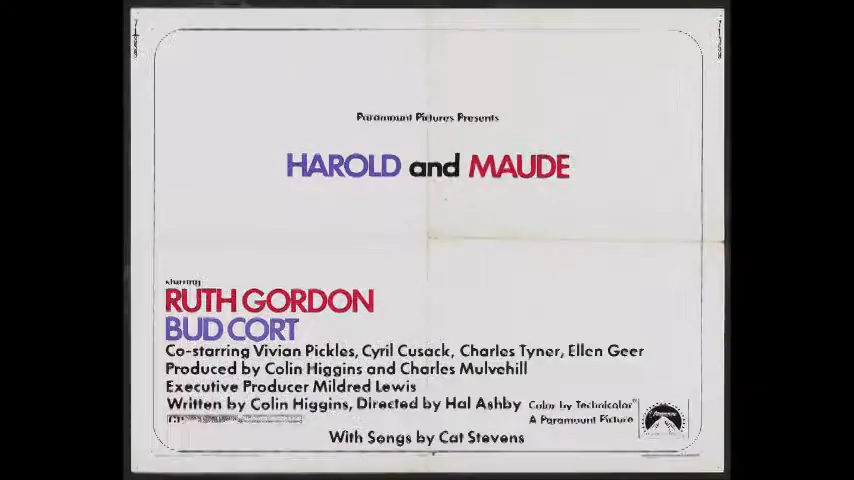 Paramount Pictures Presents
HAROLD and MAUDE
starring
RUTH GORDON
BUD CORT
Co-starring Vivian Pickles, Cyril Cusack, Charles Tyner, Ellen Geer
Produced by Colin Higgins and Charles Mulvehill
Executive Producer Mildred Lewis
Written by Colin Higgins, Directed by Hal Ashby
Color by Technicolor®
A Paramount Picture
GP
With Songs by Cat Stevens